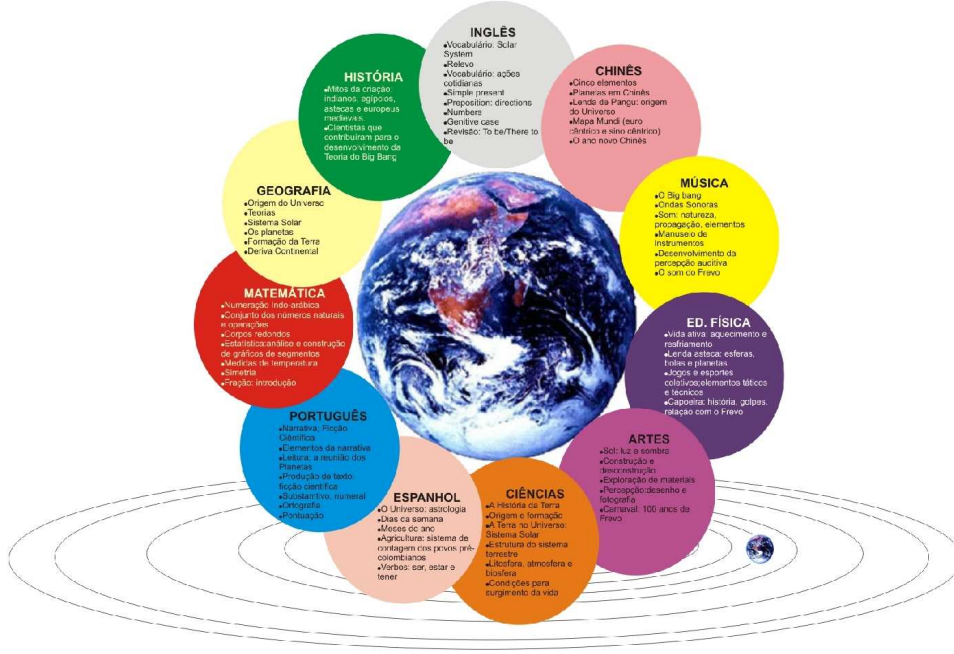 INGLÊS
●Vocabulário: Solar
System
●Relevo
●Vocabulário: ações
cotidianas
●Simple present
●Preposition: directions
●Numbers
●Genitive case
●Revisão: To be/There to
be
CHINÊS
●Cinco elementos
●Planetas em Chinês
●Lenda de Pangu: origem
do Universo
●Mapa Mundi (euro
cêntrico e sino cêntrico)
●O ano novo Chinês
MÚSICA
●O Big bang
●Ondas Sonoras
●Som: natureza,
propagação, elementos
●Manuseio de
instrumentos
●Desenvolvimento da
percepção auditiva
●O som do Frevo
ED. FÍSICA
●Vida ativa: aquecimento e
resfriamento
●Lenda asteca: esferas,
bolas e planetas
●Jogos e esportes
coletivos;elementos táticos
e técnicos
●Capoeira: história, golpes,
relação com o Frevo
ARTES
●Sol: luz e sombra
●Construção e
desconstrução
●Exploração de materiais
●Percepção:desenho e
fotografia
●Carnaval: 100 anos de
Frevo
CIÊNCIAS
●A História da Terra
●Origem e formação
●A Terra no Universo:
Sistema Solar
●Estrutura do sistema
terrestre
●Litosfera, atmosfera e
biosfera
●Condições para
surgimento da vida
ESPANHOL
●O Universo: astrologia
●Dias da semana
●Meses do ano
●Agricultura: sistema de
contagem dos povos pré-
colombianos
●Verbos: ser, estar e
tener
PORTUGUÊS
●Narrativa; Ficção
Científica
●Elementos da narrativa
●Leitura: a reunião dos
Planetas
●Produção de texto:
ficção científica
●Substantivo, numeral
●Ortografia
●Pontuação
MATEMÁTICA
●Numeração Indo-arábica
●Conjunto dos números naturais
e operações
●Corpos redondos
●Estatística:análise e construção
de gráficos de segmentos
●Medidas de temperatura
●Simetria
●Fração: introdução
GEOGRAFIA
●Origem do Universo
●Teorias
●Sistema Solar
●Os planetas
●Formação da Terra
●Deriva Continental
HISTÓRIA
●Mitos da criação:
indianos, egípcios,
astecas e europeus
medievais
●Cientistas que
contribuíram para o
desenvolvimento da
Teoria do Big Bang